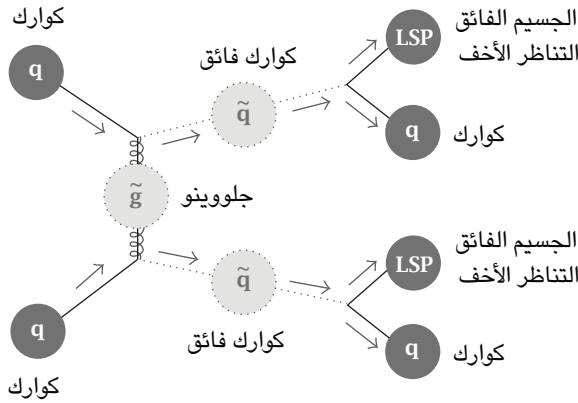 كوارك
q
كوارك فائق
q̃
LSP
الجسيم الفائق
التناظر الأخف
q
كوارك
g̃
جلووينو
q
كوارك
q̃
كوارك فائق
LSP
الجسيم الفائق
التناظر الأخف
q
كوارك